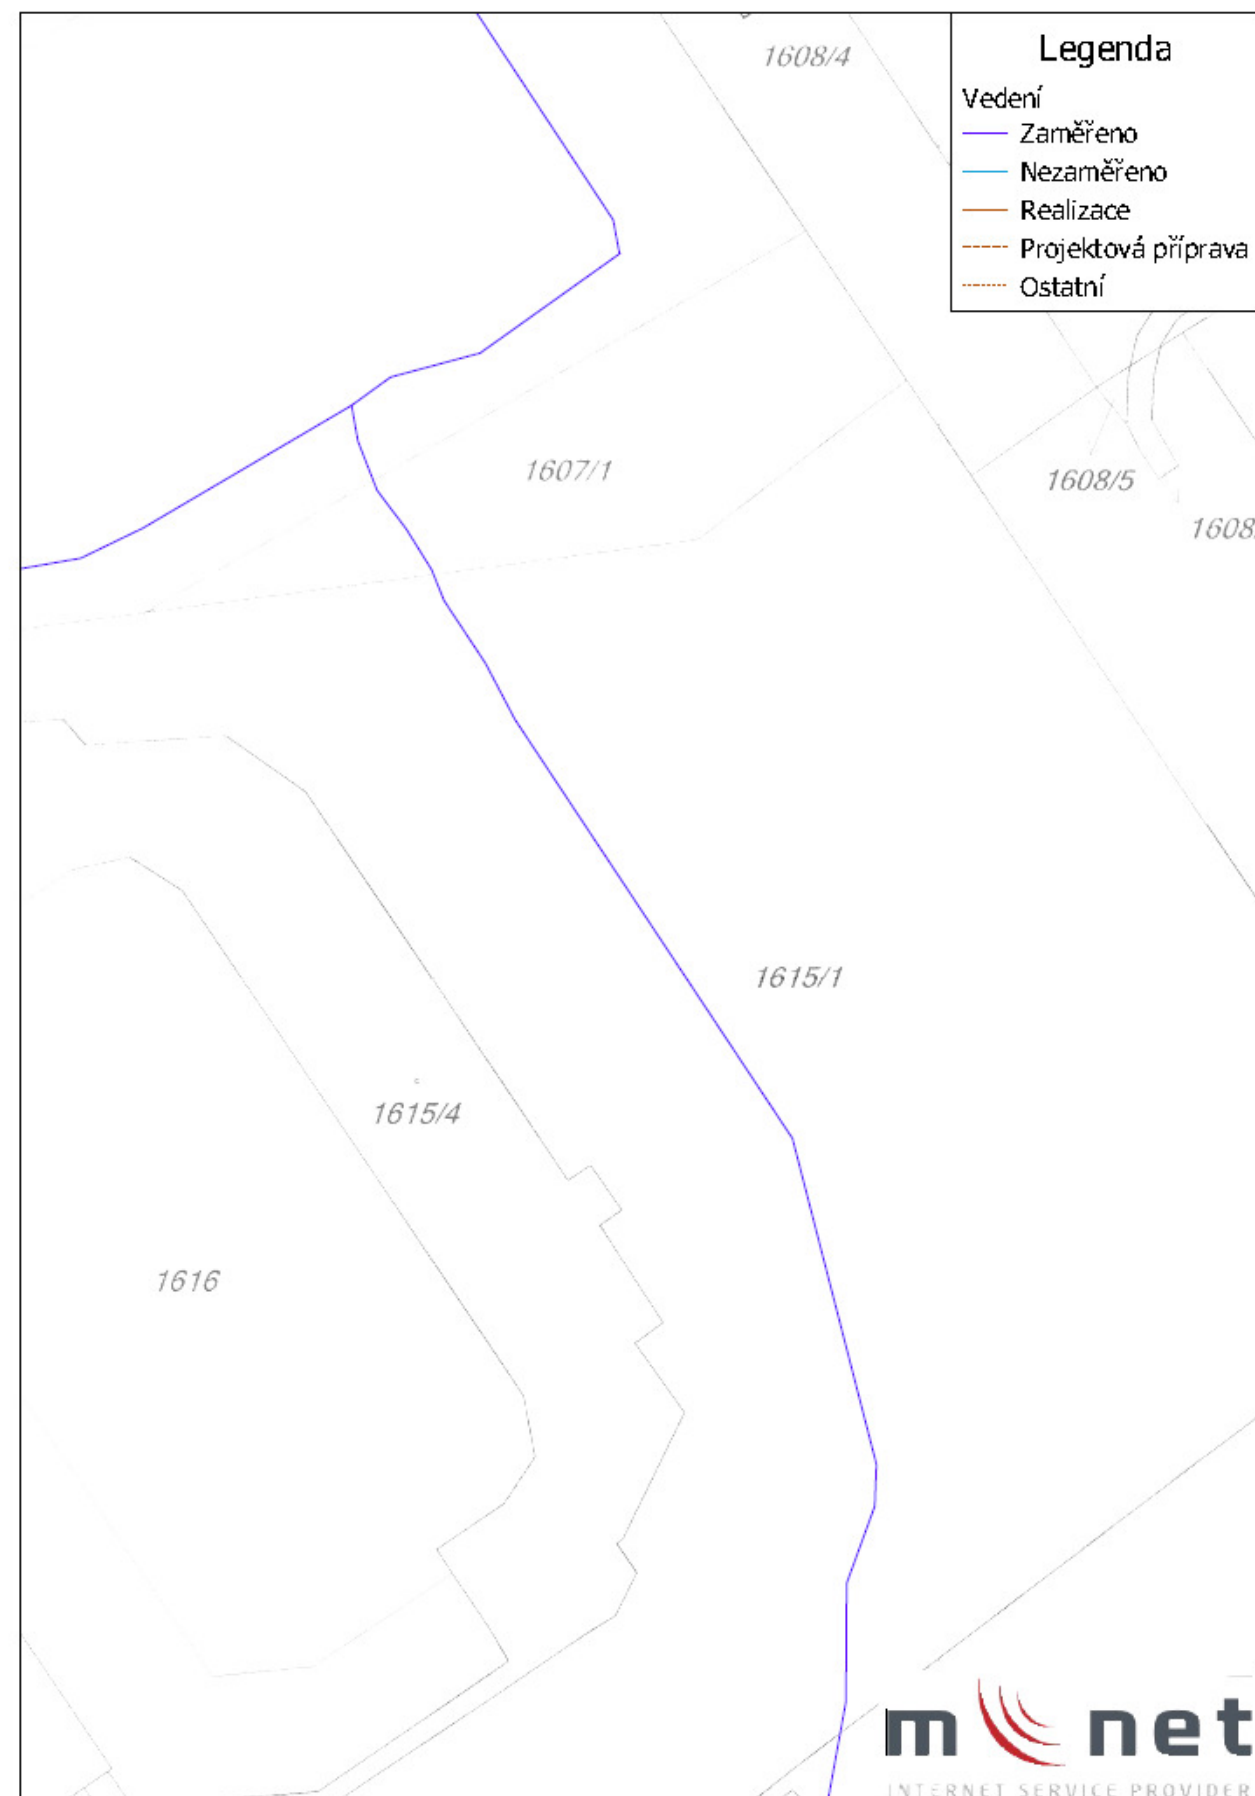 1608/4
Legenda
Vedení
Zaměřeno
Nezaměřeno
Realizace
Projektová příprava
Ostatní
1607/1
1608/5
1608
1615/1
1615/4
1616
m net
INTERNET SERVICE PROVIDER